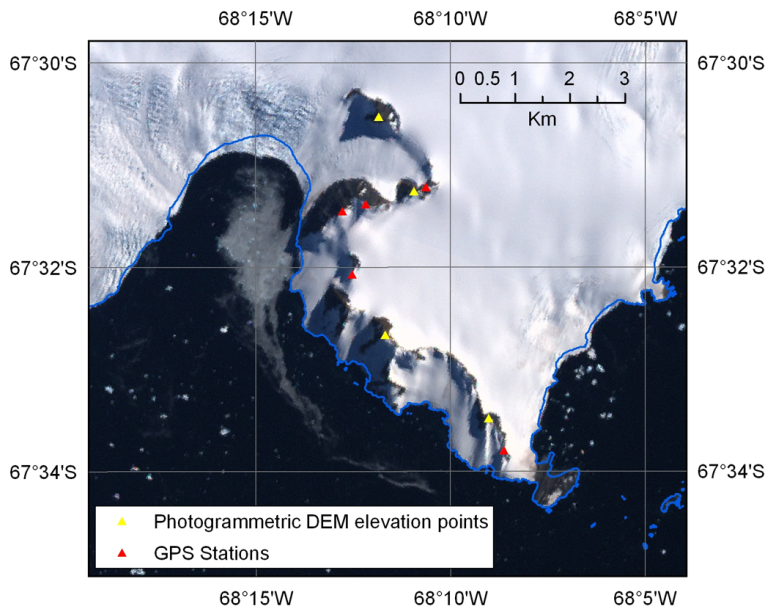 68°15'W 68°10'W 68°5'W
67°30'S 67°30'S
0 0.5 1 2 3
Km
67°32'S 67°32'S
67°34'S 67°34'S
Photogrammetric DEM elevation points
GPS Stations
68°15'W 68°10'W 68°5'W